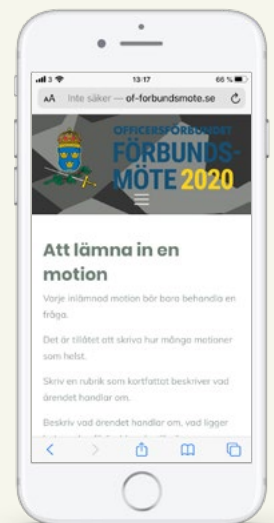 3
13:17
66 %
AA Inte säker — of-forbundsmote.se
OFFICERSFÖRBUNDET
FÖRBUNDS-
MÖTE 2020
Att lämna in en
motion
Varje inlämnad motion bör bara behandla en
fråga.
Det är tillåtet att skriva hur många motioner
som helst.
Skriv en rubrik som kortfattat beskriver vad
ärendet handlar om.
Beskriv vad ärendet handlar om, vad ligger